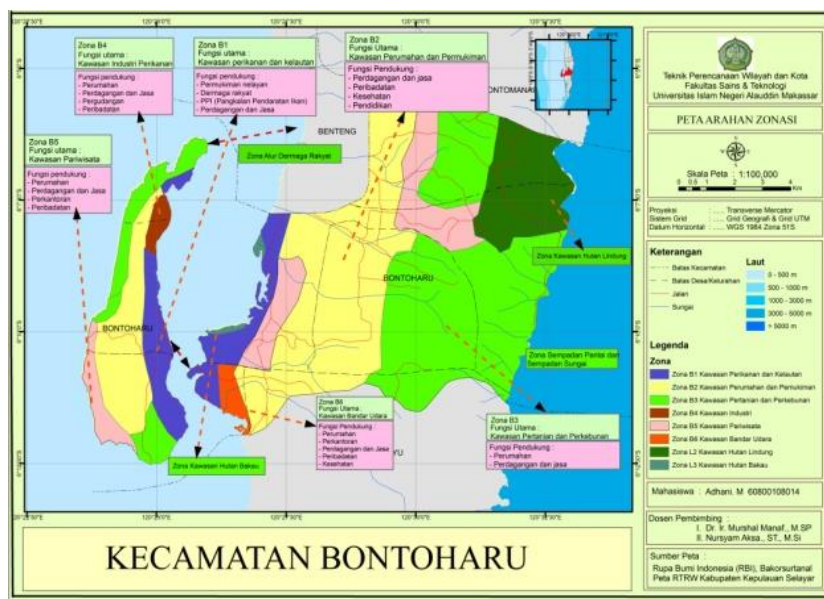 Zona B4
Fungsi utama :
Kawasan Industri Perikanan
Fungsi pendukung :
- Perumahan
- Perdagangan dan Jasa
- Pergudangan
- Peribadatan
Zona B1
Fungsi utama :
Kawasan perikanan dan kelautan
Fungsi pendukung :
- Permukiman nelayan
- Dermaga rakyat
- PPI (Pangkalan Pendaratan Ikan)
- Perdagangan dan Jasa
Zona B2
Fungsi Utama :
Kawasan Perumahan dan Permukiman
Fungsi Pendukung :
- Perdagangan dan jasa
- Peribadatan
- Kesehatan
- Pendidikan
Zona B5
Fungsi utama :
Kawasan Pariwisata
Fungsi pendukung :
- Perumahan
- Perdagangan dan Jasa
- Perkantoran
- Peribadatan
BENTENG
Zona Alur Dermaga Rakyat
BONTOHARU
Zona Kawasan Hutan Lindung
BONTOHARU
Zona Sempadan Pantai dan
Sempadan Sungai
Zona B6
Fungsi Utama :
Kawasan Bandar Udara
Fungsi Pendukung :
- Perumahan
- Perkantoran
- Perdagangan dan Jasa
- Peribadatan
- Kesehatan
Zona B3
Fungsi Utama :
Kawasan Pertanian dan Perkebunan
Fungsi Pendukung :
- Perumahan
- Perdagangan dan jasa
Zona Kawasan Hutan Bakau
KECAMATAN BONTOHARU
Teknik Perencanaan Wilayah dan Kota
Fakultas Sains & Teknologi
Universitas Islam Negeri Alauddin Makassar
PETA ARAHAN ZONASI
Skala Peta : 1:100,000
0 0.5 1 2 3 4
Km
Proyeksi : ..... Transverse Mercator
Sistem Grid : ..... Grid Geografi & Grid UTM
Datum Horizontal : ..... WGS 1984 Zona 51S
Keterangan
Batas Kecamatan
Batas Desa/Kelurahan
Jalan
Sungai
Laut
0 - 500 m
500 - 1000 m
1000 - 3000 m
3000 - 5000 m
> 5000 m
Legenda
Zona
Zona B1 Kawasan Perikanan dan Kelautan
Zona B2 Kawasan Perumahan dan Pemukiman
Zona B3 Kawasan Pertanian dan Perkebunan
Zona B4 Kawasan Industri
Zona B5 Kawasan Pariwisata
Zona B6 Kawasan Bandar Udara
Zona L2 Kawasan Hutan Lindung
Zona L3 Kawasan Hutan Bakau
Mahasiswa : Adhani. M 60800108014
Dosen Pembimbing :
I. Dr. Ir. Murshal Manaf., M.SP
II. Nursyam Aksa., ST., M.Si
Sumber Peta :
Rupa Bumi Indonesia (RBI), Bakorsurtanal
Peta RTRW Kabupaten Kepulauan Selayar